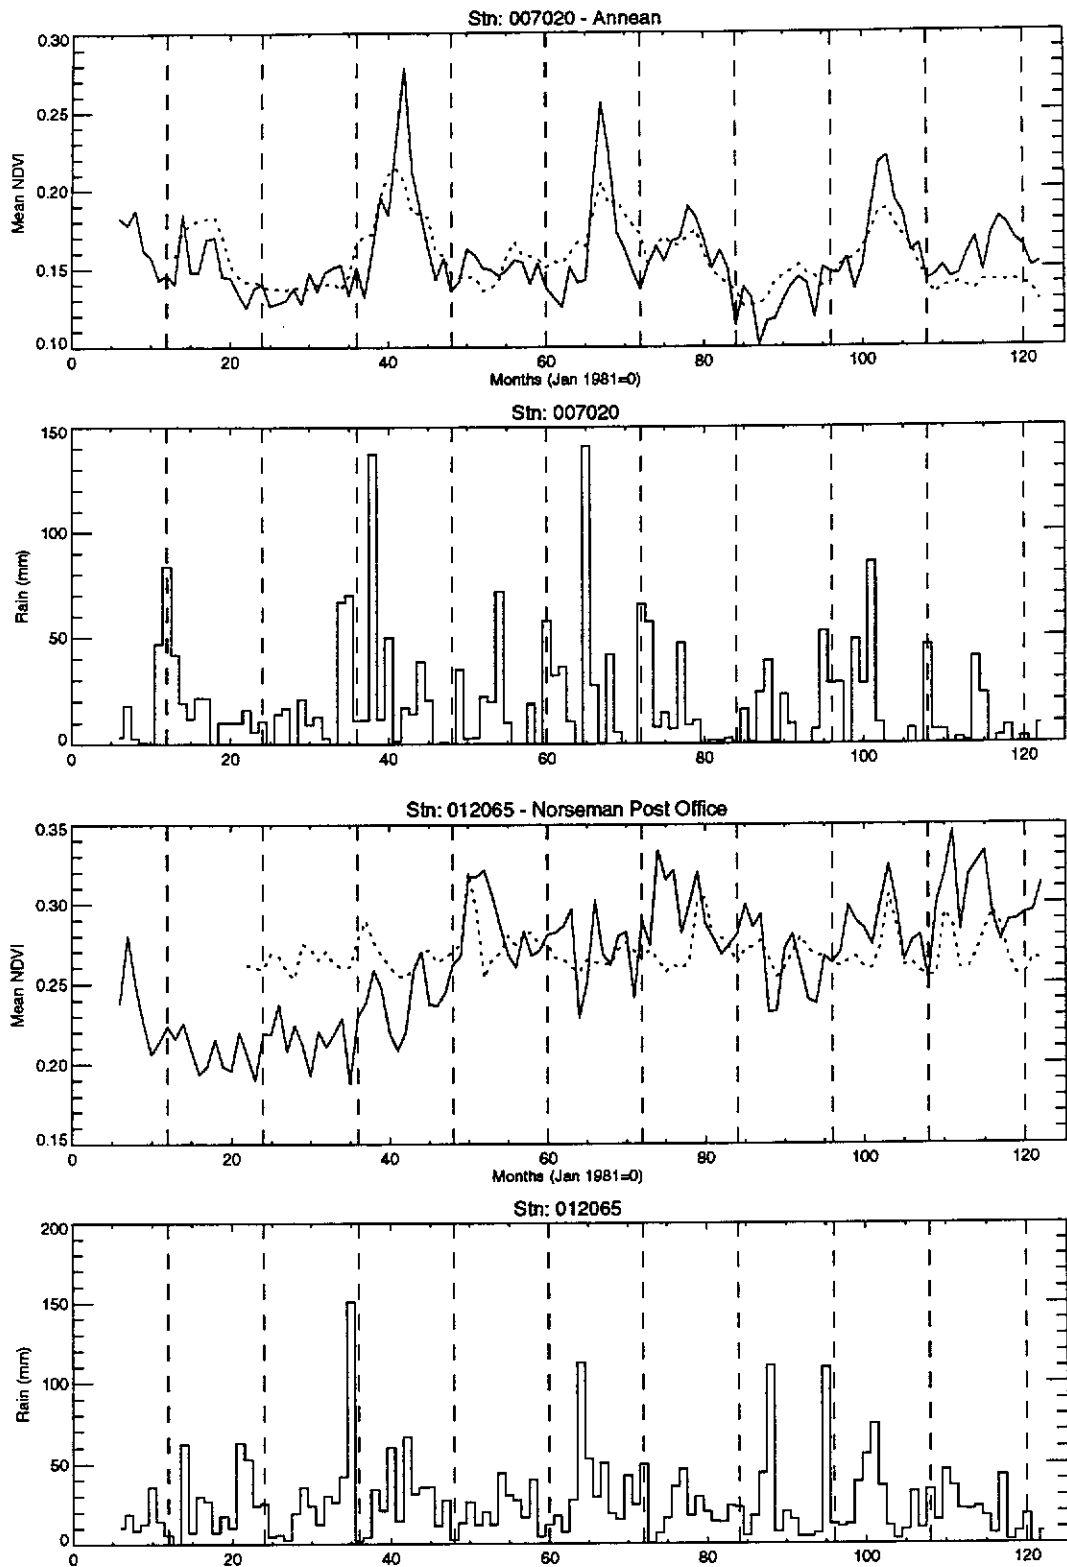 Stn: 007020 - Annean
0.30
0.25
0.20
0.15
0.10
Mean NDVI
0 20 40 60 80 100 120
Months (Jan 1981=0)
Stn: 007020
150
100
50
0
Rain (mm)
0 20 40 60 80 100 120
Stn: 012065 - Norseman Post Office
0.35
0.30
0.25
0.20
0.15
Mean NDVI
0 20 40 60 80 100 120
Months (Jan 1981=0)
Stn: 012065
200
150
100
50
0
Rain (mm)
0 20 40 60 80 100 120